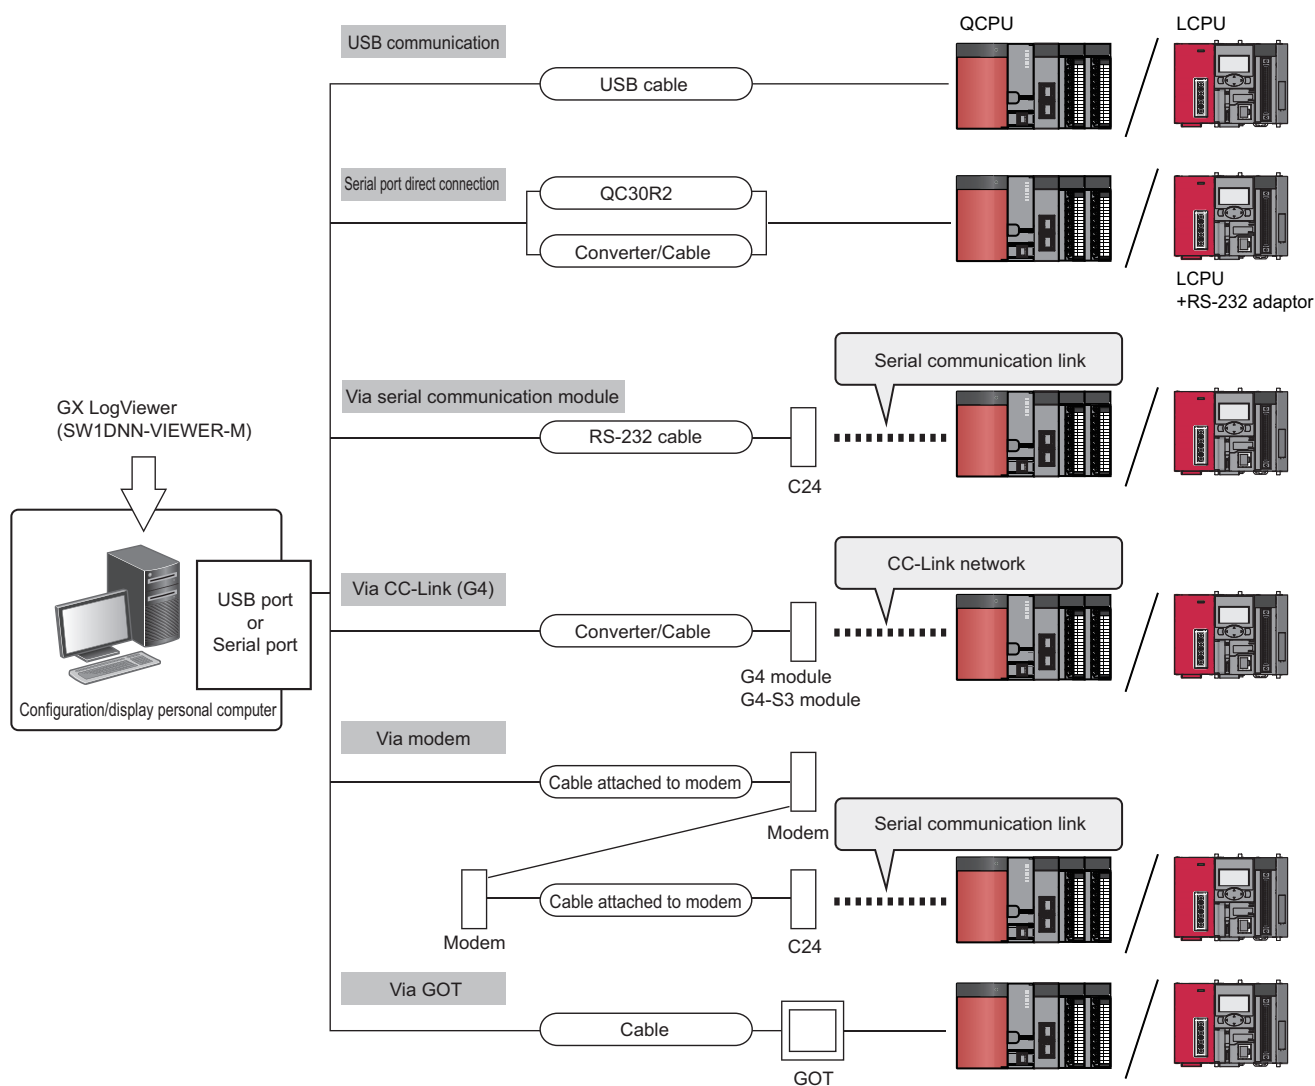 QCPU
LCPU
USB communication
USB cable
Serial port direct connection
QC30R2
Converter/Cable
LCPU
+RS-232 adaptor
Serial communication link
Via serial communication module
RS-232 cable
C24
GX LogViewer
(SW1DNN-VIEWER-M)
USB port
or
Serial port
Configuration/display personal computer
CC-Link network
Via CC-Link (G4)
Converter/Cable
G4 module
G4-S3 module
Via modem
Cable attached to modem
Modem
Serial communication link
Cable attached to modem
Modem
C24
Via GOT
Cable
GOT